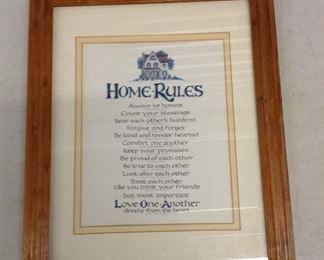 HOME·RULES
Always be honest
Count your blessings
Bear each other's burdens
Forgive and forget
Be kind and tender hearted
Comfort one another
Keep your promises
Be proud of each other
Be true to each other
Look after each other
Treat each other
like you treat your friends
but most important
Love·One·Another
deeply from the heart